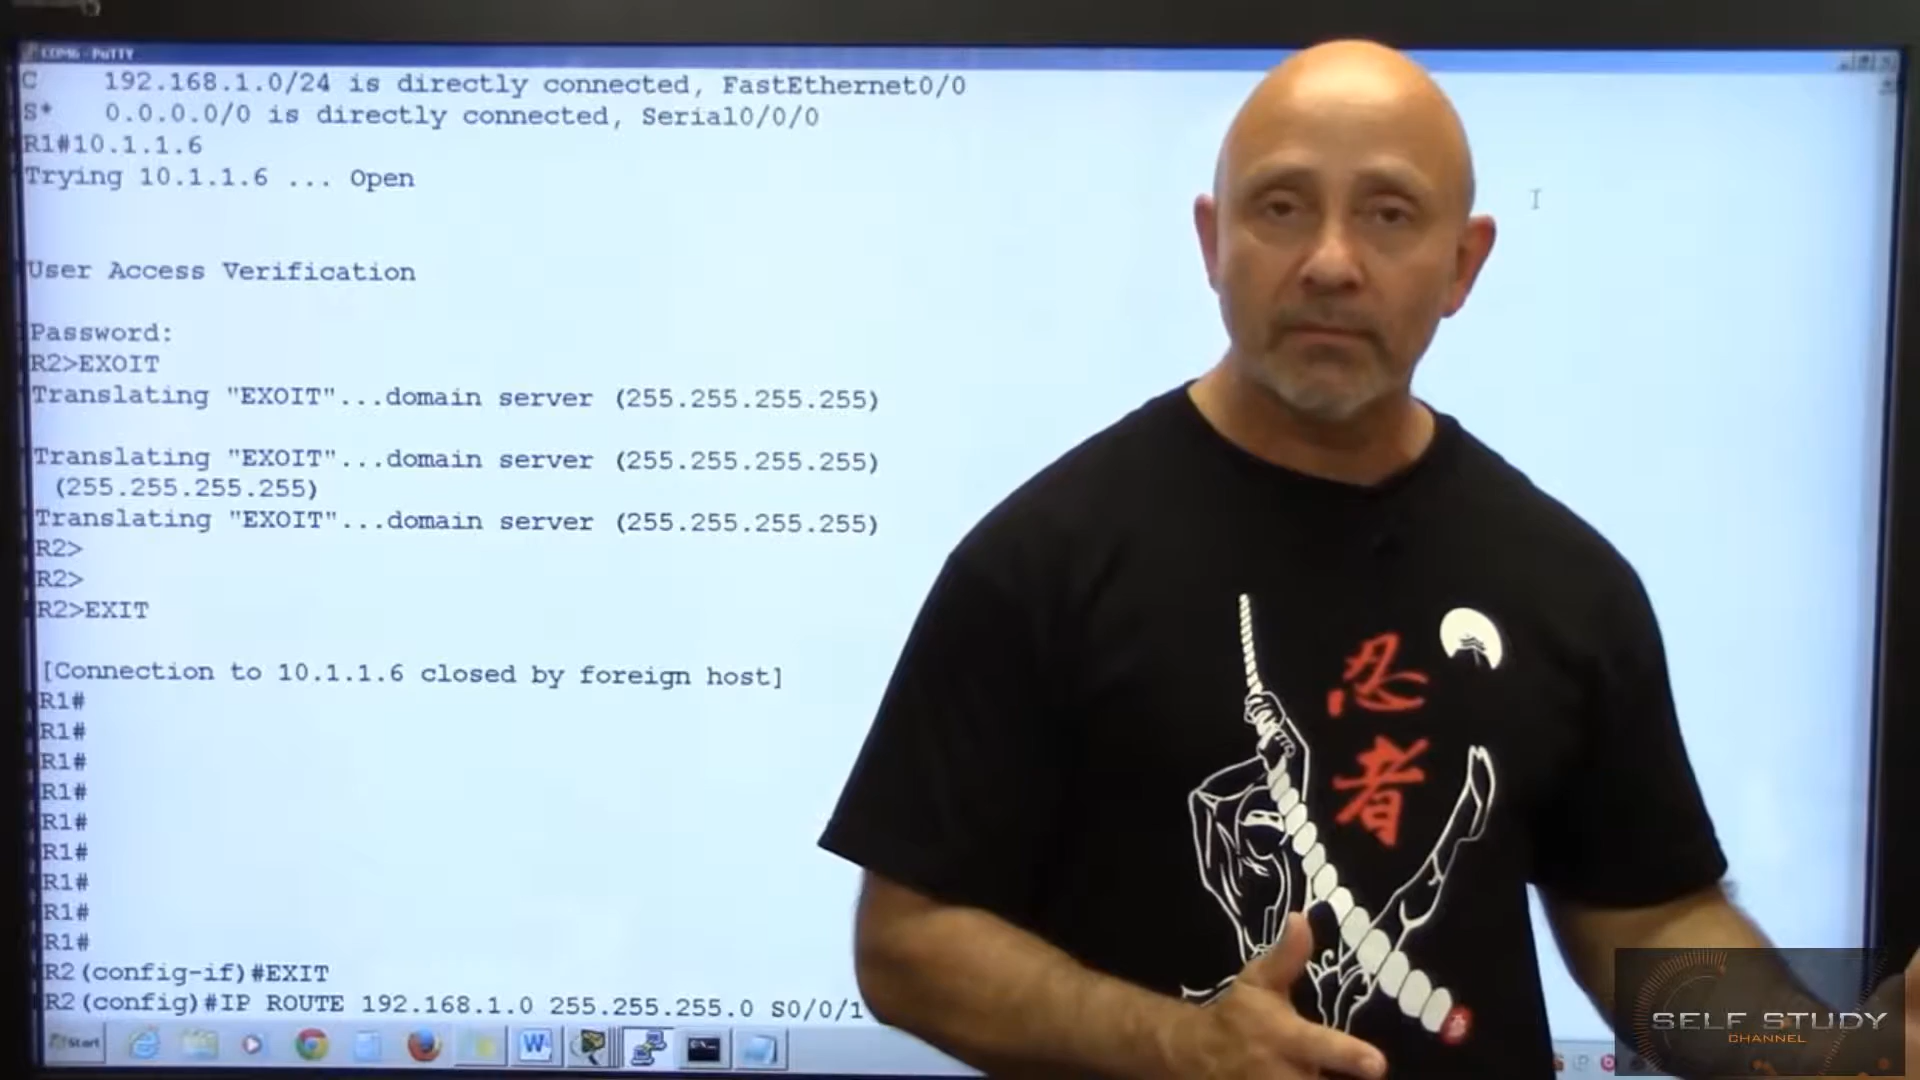 COM6 - PuTTY
C 192.168.1.0/24 is directly connected, FastEthernet0/0
S* 0.0.0.0/0 is directly connected, Serial0/0/0
R1#10.1.1.6
Trying 10.1.1.6 ... Open
User Access Verification
Password:
R2>EXOIT
Translating "EXOIT"...domain server (255.255.255.255)
Translating "EXOIT"...domain server (255.255.255.255)
(255.255.255.255)
Translating "EXOIT"...domain server (255.255.255.255)
R2>
R2>
R2>EXIT
[Connection to 10.1.1.6 closed by foreign host]
R1#
R1#
R1#
R1#
R1#
R1#
R1#
R1#
R1#
R2(config-if)#EXIT
R2(config)#IP ROUTE 192.168.1.0 255.255.255.0 S0/0/1
Start
忍
者
SELF STUDY
CHANNEL